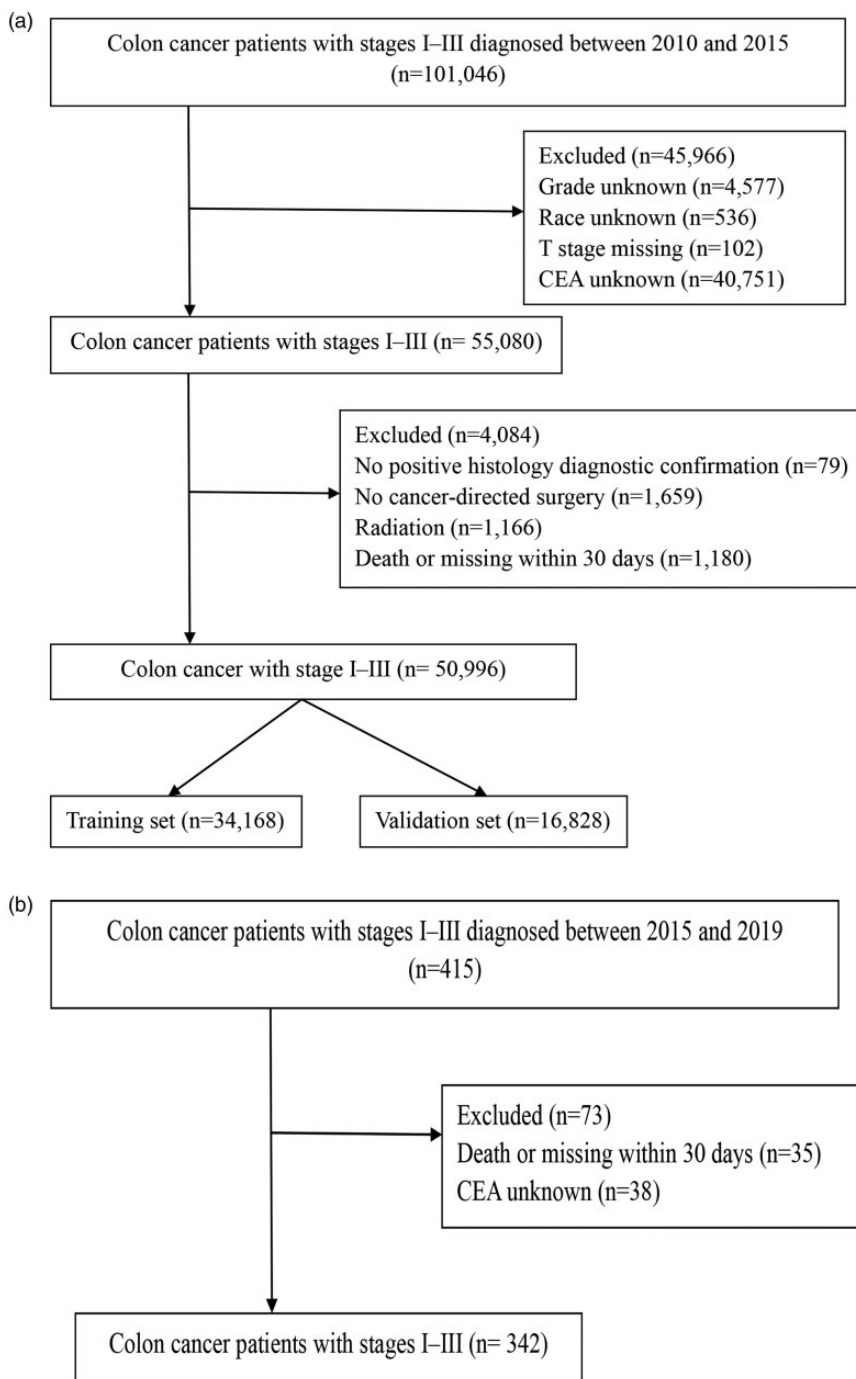 (a)
Colon cancer patients with stages I–III diagnosed between 2010 and 2015
(n=101,046)
Excluded (n=45,966)
Grade unknown (n=4,577)
Race unknown (n=536)
T stage missing (n=102)
CEA unknown (n=40,751)
Colon cancer patients with stages I–III (n= 55,080)
Excluded (n=4,084)
No positive histology diagnostic confirmation (n=79)
No cancer-directed surgery (n=1,659)
Radiation (n=1,166)
Death or missing within 30 days (n=1,180)
Colon cancer with stage I–III (n= 50,996)
Training set (n=34,168)
Validation set (n=16,828)
(b)
Colon cancer patients with stages I–III diagnosed between 2015 and 2019
(n=415)
Excluded (n=73)
Death or missing within 30 days (n=35)
CEA unknown (n=38)
Colon cancer patients with stages I–III (n= 342)